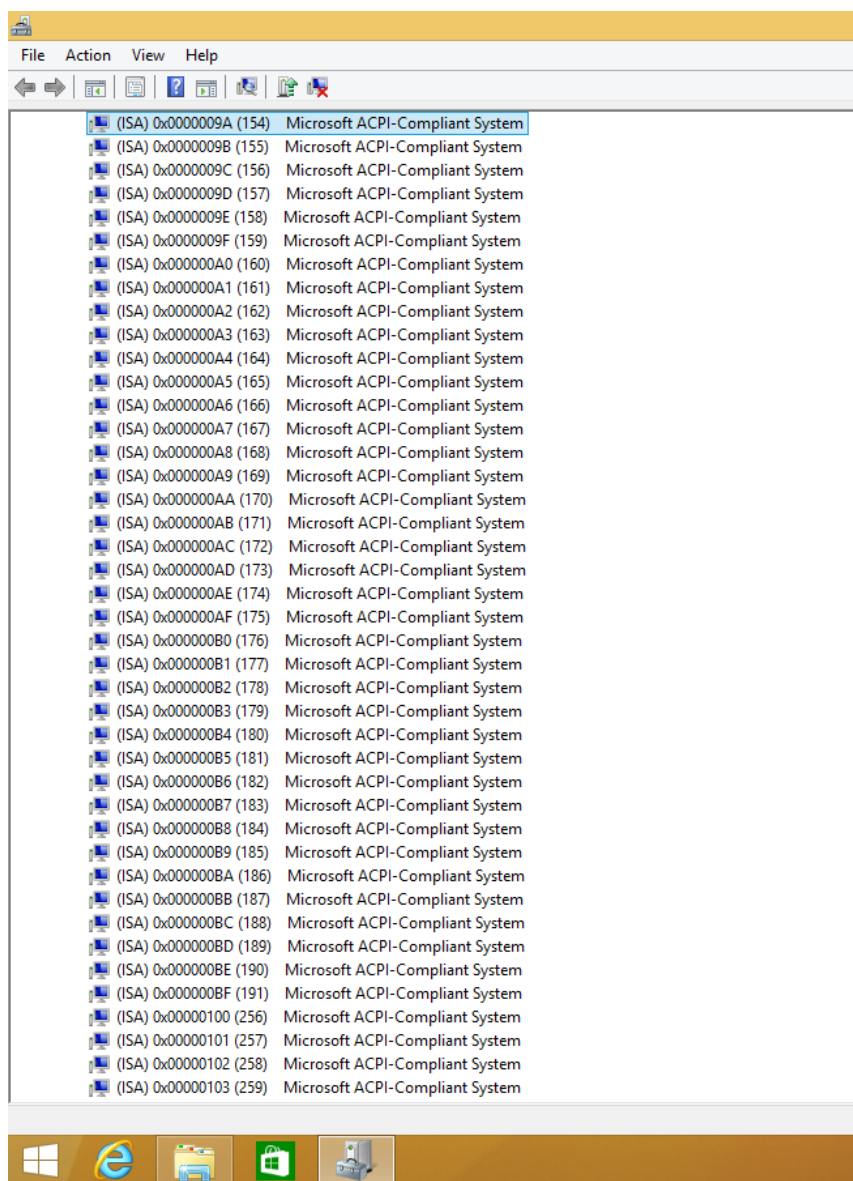 File Action View Help
(ISA) 0x0000009A (154) Microsoft ACPI-Compliant System
(ISA) 0x0000009B (155) Microsoft ACPI-Compliant System
(ISA) 0x0000009C (156) Microsoft ACPI-Compliant System
(ISA) 0x0000009D (157) Microsoft ACPI-Compliant System
(ISA) 0x0000009E (158) Microsoft ACPI-Compliant System
(ISA) 0x0000009F (159) Microsoft ACPI-Compliant System
(ISA) 0x000000A0 (160) Microsoft ACPI-Compliant System
(ISA) 0x000000A1 (161) Microsoft ACPI-Compliant System
(ISA) 0x000000A2 (162) Microsoft ACPI-Compliant System
(ISA) 0x000000A3 (163) Microsoft ACPI-Compliant System
(ISA) 0x000000A4 (164) Microsoft ACPI-Compliant System
(ISA) 0x000000A5 (165) Microsoft ACPI-Compliant System
(ISA) 0x000000A6 (166) Microsoft ACPI-Compliant System
(ISA) 0x000000A7 (167) Microsoft ACPI-Compliant System
(ISA) 0x000000A8 (168) Microsoft ACPI-Compliant System
(ISA) 0x000000A9 (169) Microsoft ACPI-Compliant System
(ISA) 0x000000AA (170) Microsoft ACPI-Compliant System
(ISA) 0x000000AB (171) Microsoft ACPI-Compliant System
(ISA) 0x000000AC (172) Microsoft ACPI-Compliant System
(ISA) 0x000000AD (173) Microsoft ACPI-Compliant System
(ISA) 0x000000AE (174) Microsoft ACPI-Compliant System
(ISA) 0x000000AF (175) Microsoft ACPI-Compliant System
(ISA) 0x000000B0 (176) Microsoft ACPI-Compliant System
(ISA) 0x000000B1 (177) Microsoft ACPI-Compliant System
(ISA) 0x000000B2 (178) Microsoft ACPI-Compliant System
(ISA) 0x000000B3 (179) Microsoft ACPI-Compliant System
(ISA) 0x000000B4 (180) Microsoft ACPI-Compliant System
(ISA) 0x000000B5 (181) Microsoft ACPI-Compliant System
(ISA) 0x000000B6 (182) Microsoft ACPI-Compliant System
(ISA) 0x000000B7 (183) Microsoft ACPI-Compliant System
(ISA) 0x000000B8 (184) Microsoft ACPI-Compliant System
(ISA) 0x000000B9 (185) Microsoft ACPI-Compliant System
(ISA) 0x000000BA (186) Microsoft ACPI-Compliant System
(ISA) 0x000000BB (187) Microsoft ACPI-Compliant System
(ISA) 0x000000BC (188) Microsoft ACPI-Compliant System
(ISA) 0x000000BD (189) Microsoft ACPI-Compliant System
(ISA) 0x000000BE (190) Microsoft ACPI-Compliant System
(ISA) 0x000000BF (191) Microsoft ACPI-Compliant System
(ISA) 0x00000100 (256) Microsoft ACPI-Compliant System
(ISA) 0x00000101 (257) Microsoft ACPI-Compliant System
(ISA) 0x00000102 (258) Microsoft ACPI-Compliant System
(ISA) 0x00000103 (259) Microsoft ACPI-Compliant System